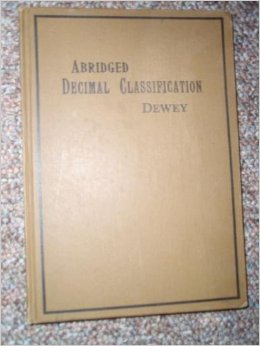 ABRIDGED
DECIMAL CLASSIFICATION
DEWEY